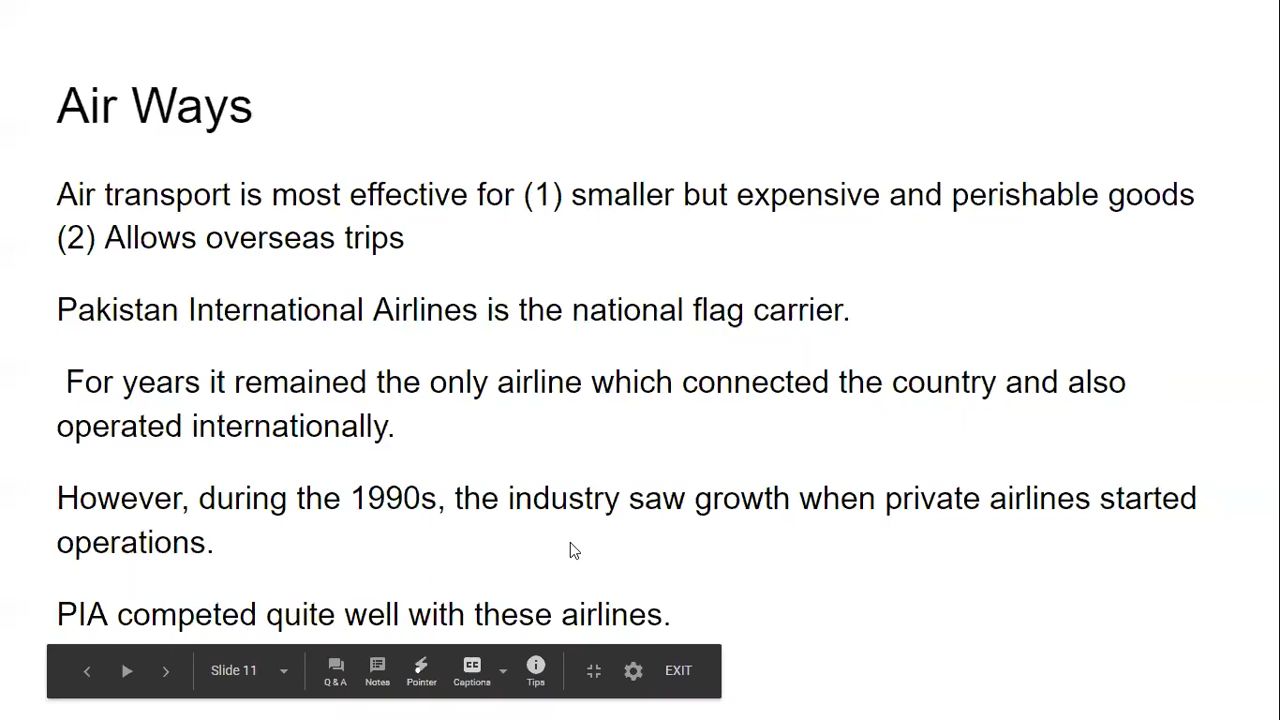 Air Ways
Air transport is most effective for (1) smaller but expensive and perishable goods
(2) Allows overseas trips
Pakistan International Airlines is the national flag carrier.
For years it remained the only airline which connected the country and also
operated internationally.
However, during the 1990s, the industry saw growth when private airlines started
operations.
PIA competed quite well with these airlines.
Slide 11
Q & A
Notes
Pointer
CC
Captions
Tips
EXIT